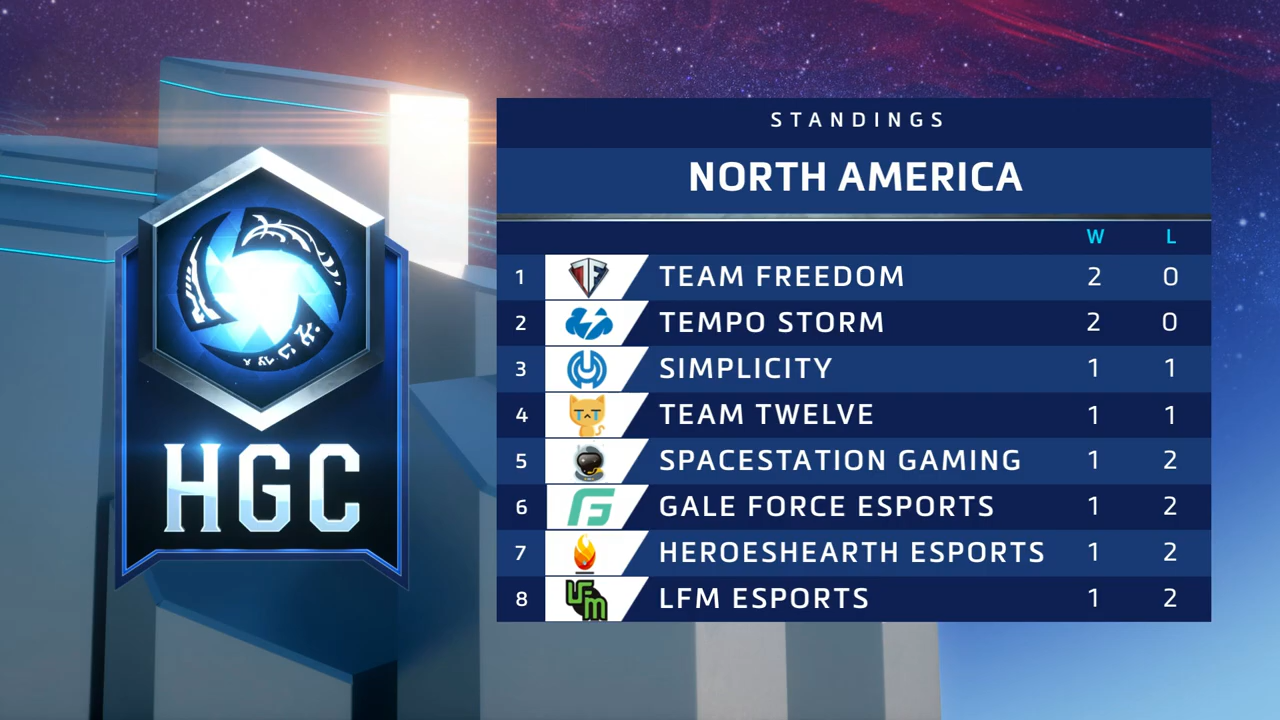 HGC
STANDINGS
NORTH AMERICA
W L
1 TEAM FREEDOM 2 0
2 TEMPO STORM 2 0
3 SIMPLICITY 1 1
4 TEAM TWELVE 1 1
5 SPACESTATION GAMING 1 2
6 GALE FORCE ESPORTS 1 2
7 HEROESHEARTH ESPORTS 1 2
8 LFM LFM ESPORTS 1 2